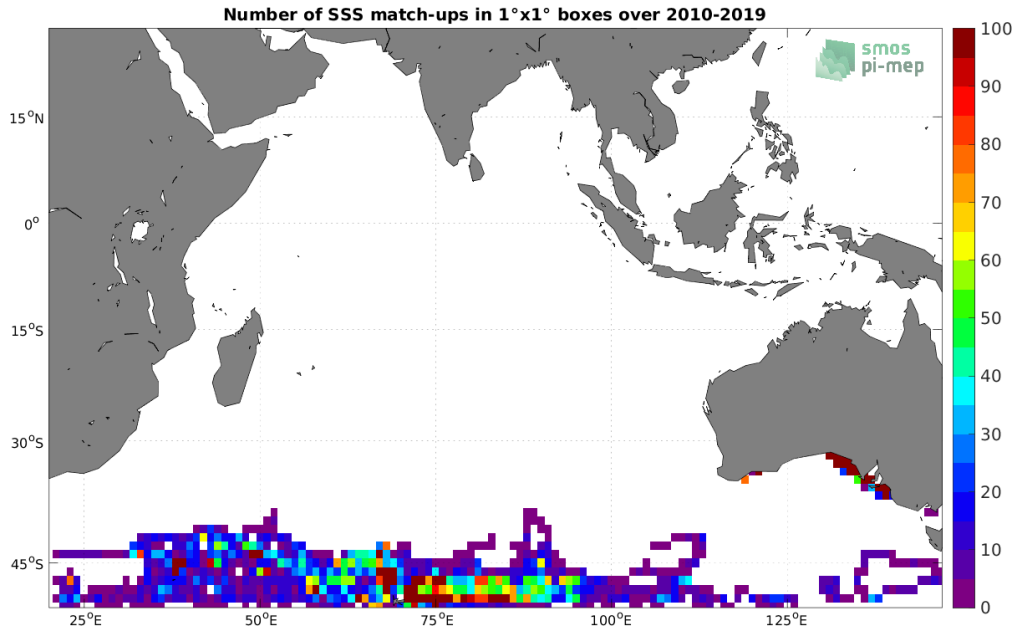 Number of SSS match-ups in 1°x1° boxes over 2010-2019
smos
pi-mep
100
90
80
70
60
50
40
30
20
10
0
15°N
0°
15°S
30°S
45°S
25°E
50°E
75°E
100°E
125°E